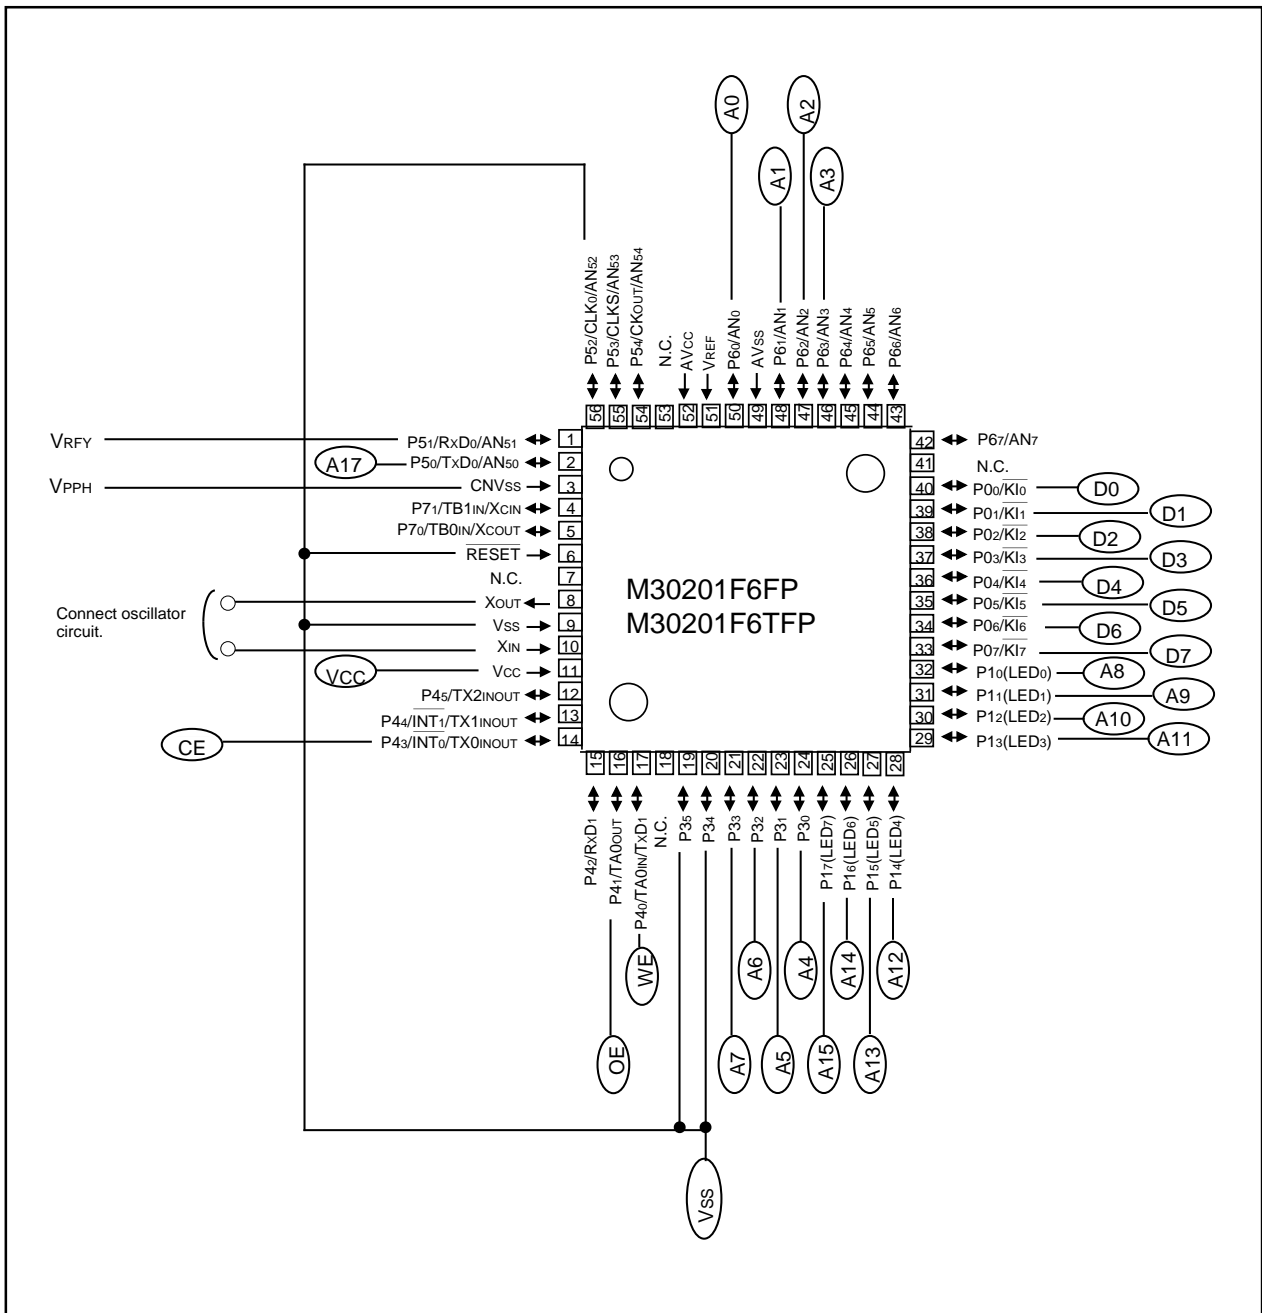 A0
A2
A1
A3
P52/CLK0/AN52
P53/CLKS/AN53
P54/CKOUT/AN54
N.C.
AVCC
VREF
P60/AN0
AVSS
P61/AN1
P62/AN2
P63/AN3
P64/AN4
P65/AN5
P66/AN6
56
55
54
53
52
51
50
49
48
47
46
45
44
43
VRFY
P51/RXD0/AN51
1
A17
P50/TXD0/AN50
2
VPPH
CNVSS
3
P71/TB1IN/XCIN
4
P70/TB0IN/XCOUT
5
RESET
6
N.C.
7
XOUT
8
Connect oscillator
circuit.
VSS
9
XIN
10
VCC
VCC
11
P45/TX2INOUT
12
P44/INT1/TX1INOUT
13
CE
P43/INT0/TX0INOUT
14
M30201F6FP
M30201F6TFP
42
P67/AN7
41
N.C.
40
P00/KI0
D0
39
P01/KI1
D1
38
P02/KI2
D2
37
P03/KI3
D3
36
P04/KI4
D4
35
P05/KI5
D5
34
P06/KI6
D6
33
P07/KI7
D7
32
P10(LED0)
A8
31
P11(LED1)
A9
30
P12(LED2)
A10
29
P13(LED3)
A11
15
16
17
18
19
20
21
22
23
24
25
26
27
28
P42/RXD1
P41/TA0OUT
P40/TA0IN/TXD1
N.C.
P35
P34
P33
P32
P31
P30
P17(LED7)
P16(LED6)
P15(LED5)
P14(LED4)
WE
A6
A4
A14
A12
OE
A7
A5
A15
A13
VSS